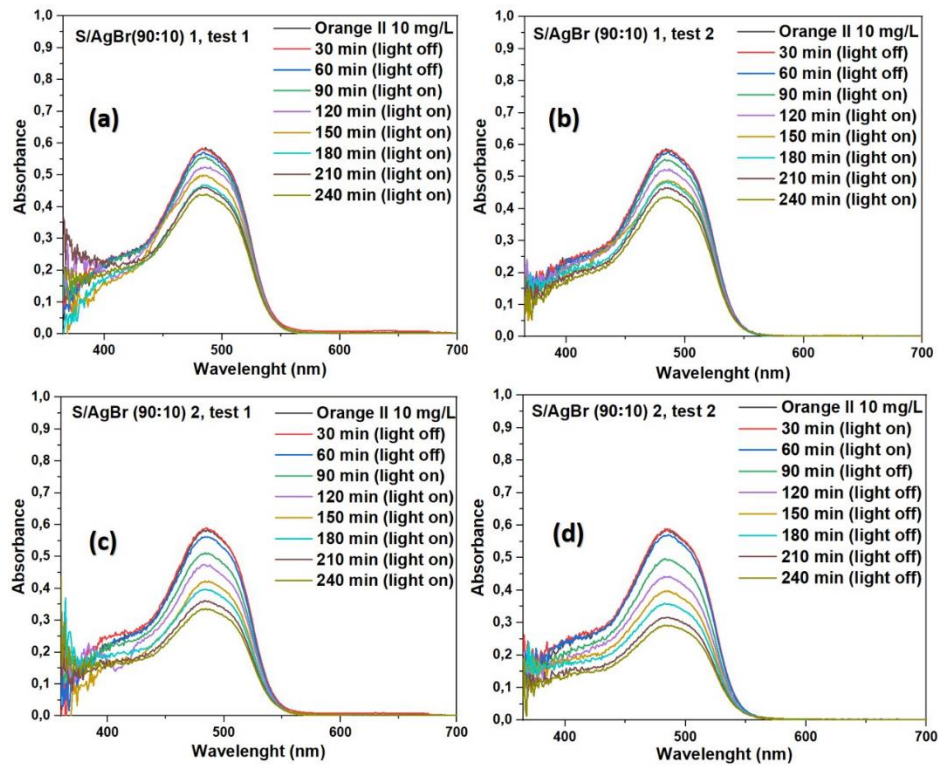 S/AgBr(90:10) 1, test 1
Orange II 10 mg/L
30 min (light off)
60 min (light off)
90 min (light on)
120 min (light on)
150 min (light on)
180 min (light on)
210 min (light on)
240 min (light on)
(a)
Absorbance
1,0
0,9
0,8
0,7
0,6
0,5
0,4
0,3
0,2
0,1
0,0
400
500
600
700
Wavelenght (nm)
S/AgBr (90:10) 1, test 2
Orange II 10 mg/L
30 min (light off)
60 min (light off)
90 min (light on)
120 min (light on)
150 min (light on)
180 min (light on)
210 min (light on)
240 min (light on)
(b)
Absorbance
1,0
0,9
0,8
0,7
0,6
0,5
0,4
0,3
0,2
0,1
0,0
400
500
600
700
Wavelenght (nm)
S/AgBr (90:10) 2, test 1
Orange II 10 mg/L
30 min (light off)
60 min (light off)
90 min (light on)
120 min (light on)
150 min (light on)
180 min (light on)
210 min (light on)
240 min (light on)
(c)
Absorbance
1,0
0,9
0,8
0,7
0,6
0,5
0,4
0,3
0,2
0,1
0,0
400
500
600
700
Wavelenght (nm)
S/AgBr (90:10) 2, test 2
Orange II 10 mg/L
30 min (light on)
60 min (light on)
90 min (light off)
120 min (light off)
150 min (light off)
180 min (light off)
210 min (light off)
240 min (light off)
(d)
Absorbance
1,0
0,9
0,8
0,7
0,6
0,5
0,4
0,3
0,2
0,1
0,0
400
500
600
700
Wavelenght (nm)